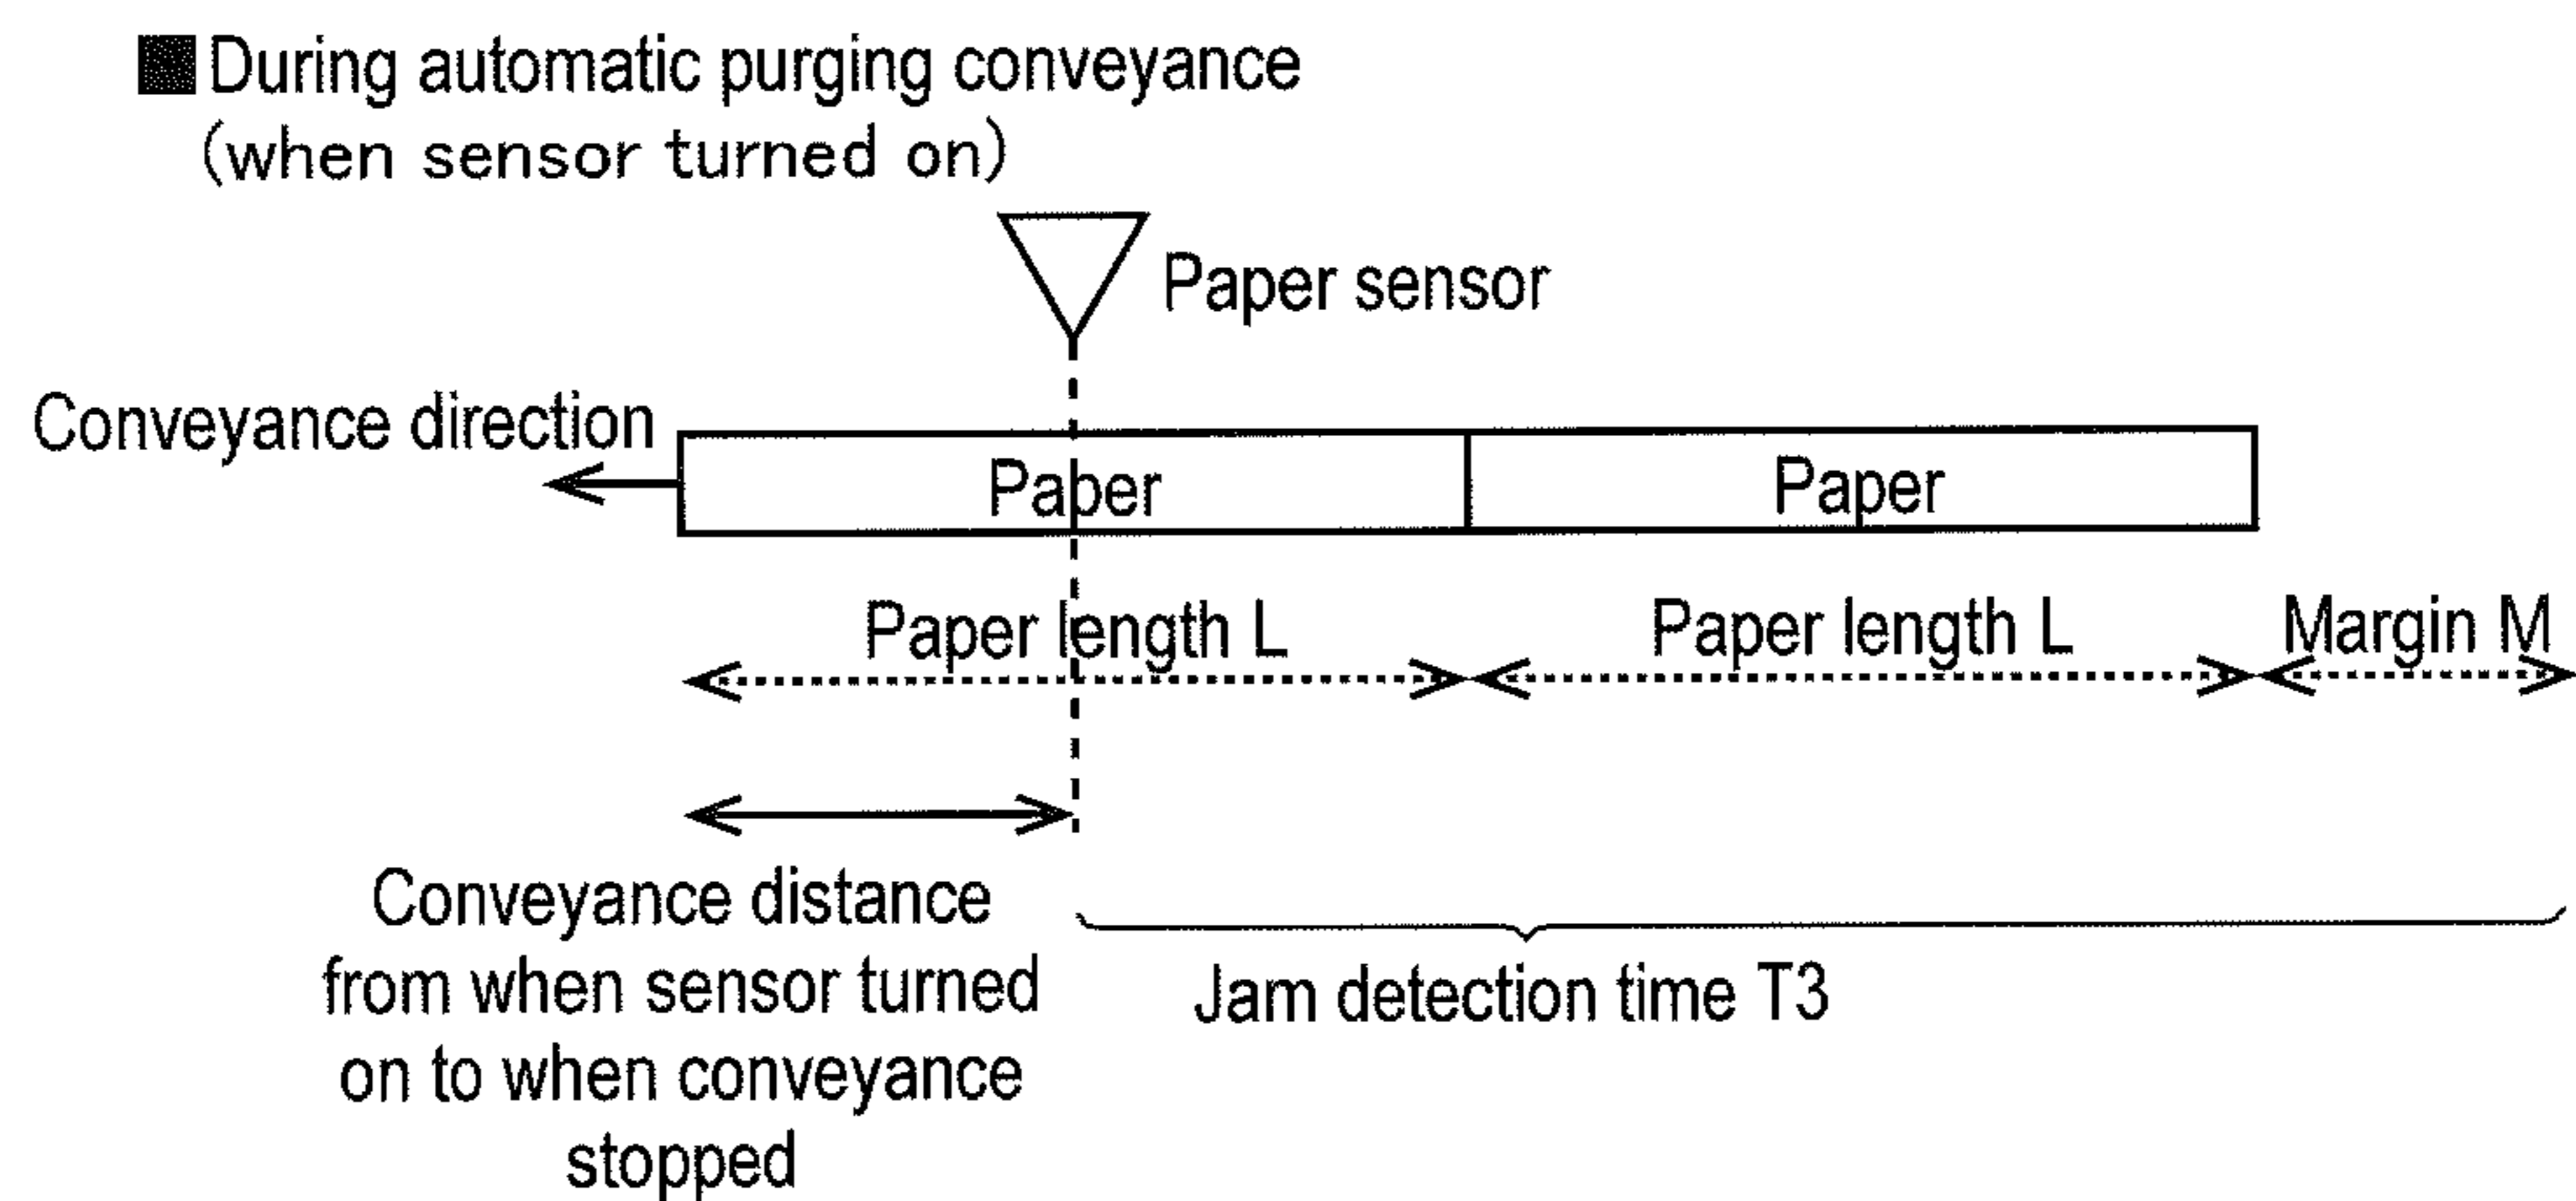 During automatic purging conveyance
(when sensor turned on)
Paper sensor
Conveyance direction
Paper
Paper
Paper length L
Paper length L
Margin M
Conveyance distance
from when sensor turned
on to when conveyance
stopped
Jam detection time T3